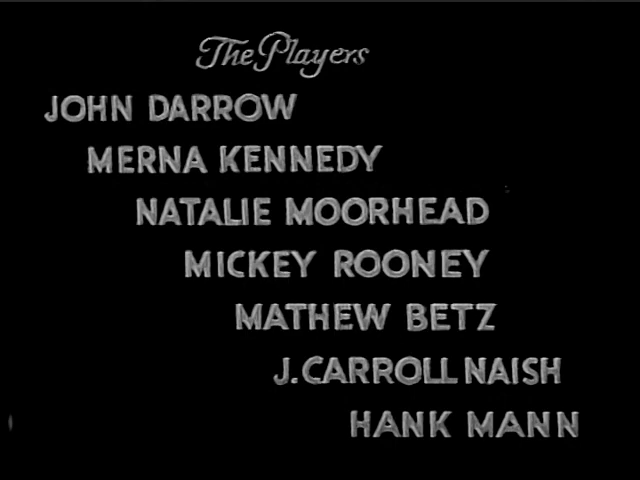 The Players
JOHN DARROW
MERNA KENNEDY
NATALIE MOORHEAD
MICKEY ROONEY
MATHEW BETZ
J. CARROLL NAISH
HANK MANN